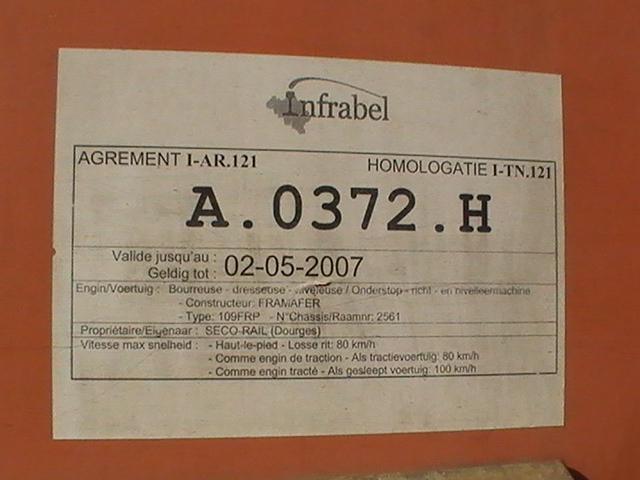 Infrabel
AGREMENT I-AR.121 HOMOLOGATIE I-TN.121
A.0372.H
Valide jusqu'au :
Geldig tot : 02-05-2007
Engin/Voertuig : Bourreuse - dresseuse - niveleuse / Onderstop - richt - en nivelleermachine
- Constructeur: FRAMAFER
- Type: 109FRP - N°Chassis/Raamnr: 2561
Propriétaire/Eigenaar : SECO-RAIL (Dourges)
Vitesse max snelheid : - Haut-le-pied - Losse rit: 80 km/h
- Comme engin de traction - Als tractievoertuig: 80 km/h
- Comme engin tracté - Als gesleept voertuig: 100 km/h